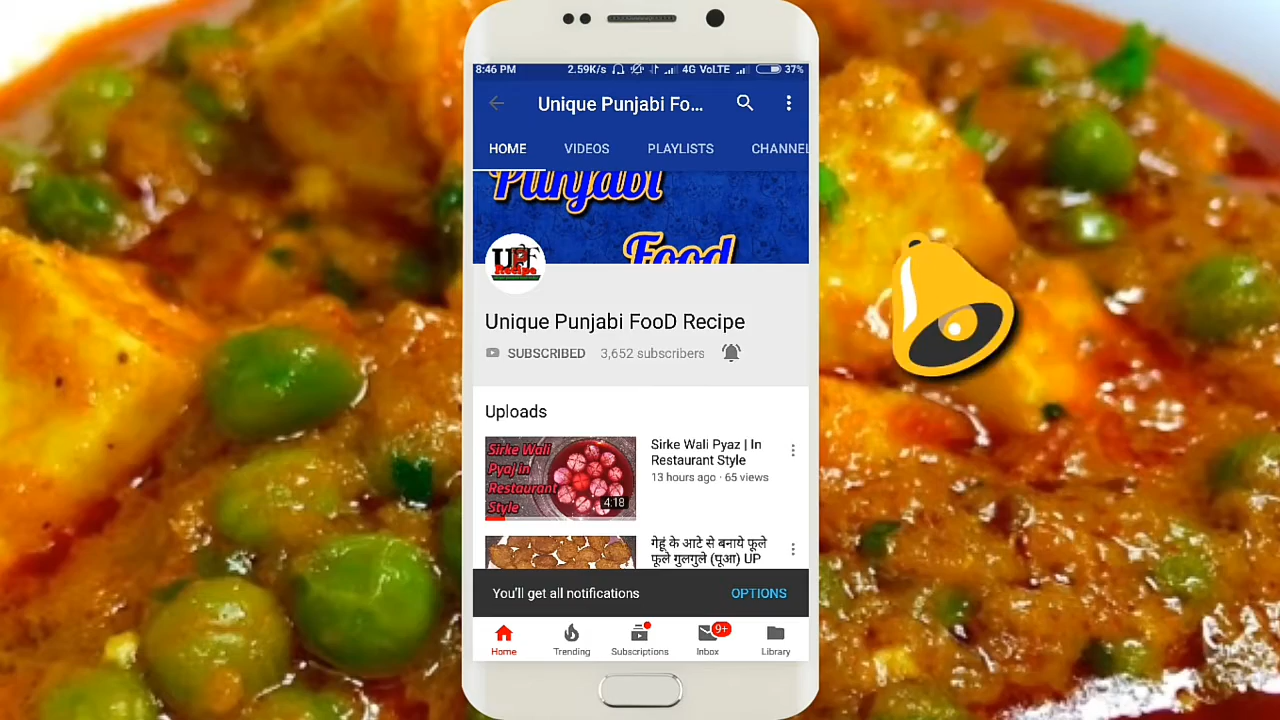 8:46 PM 2.59K/s 4G VoLTE 37%
Unique Punjabi Fo...
HOME VIDEOS PLAYLISTS CHANNEL
Punjabi
Food
UPF
Recipe
Unique Punjabi FooD Recipe
SUBSCRIBED 3,652 subscribers
Uploads
Sirke Wali
Pyaj in
Restaurant
Style
4:18
Sirke Wali Pyaz | In
Restaurant Style
13 hours ago · 65 views
गेहूं के आटे से बनाये फूले
फूले गुलगुले (पूआ) UP
You'll get all notifications OPTIONS
9+
Home Trending Subscriptions Inbox Library